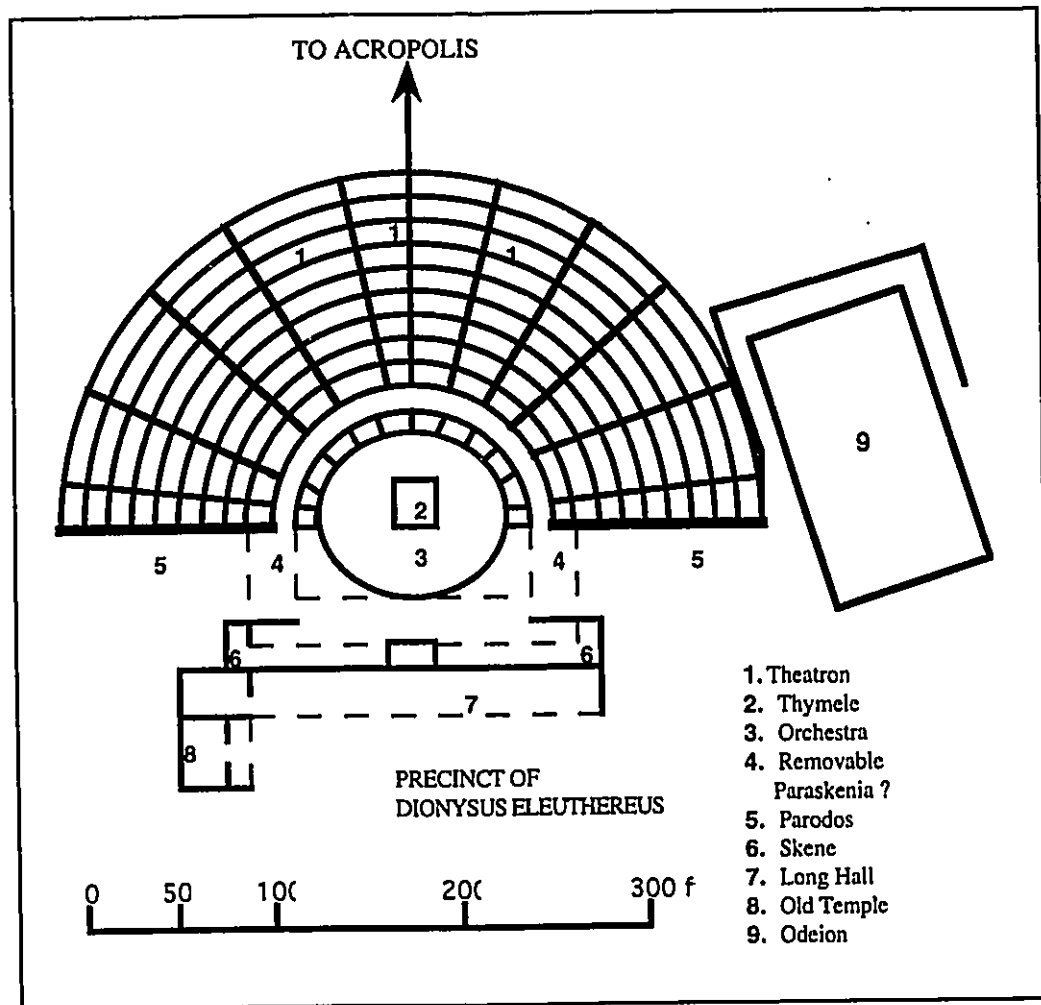 TO ACROPOLIS
1
1 1
9
2
5 4 3 4 5
6 6
7
8
PRECINCT OF
DIONYSUS ELEUTHEREUS
1. Theatron
2. Thymele
3. Orchestra
4. Removable
Paraskenia ?
5. Parodos
6. Skene
7. Long Hall
8. Old Temple
9. Odeion
0 50 100 200 300 f